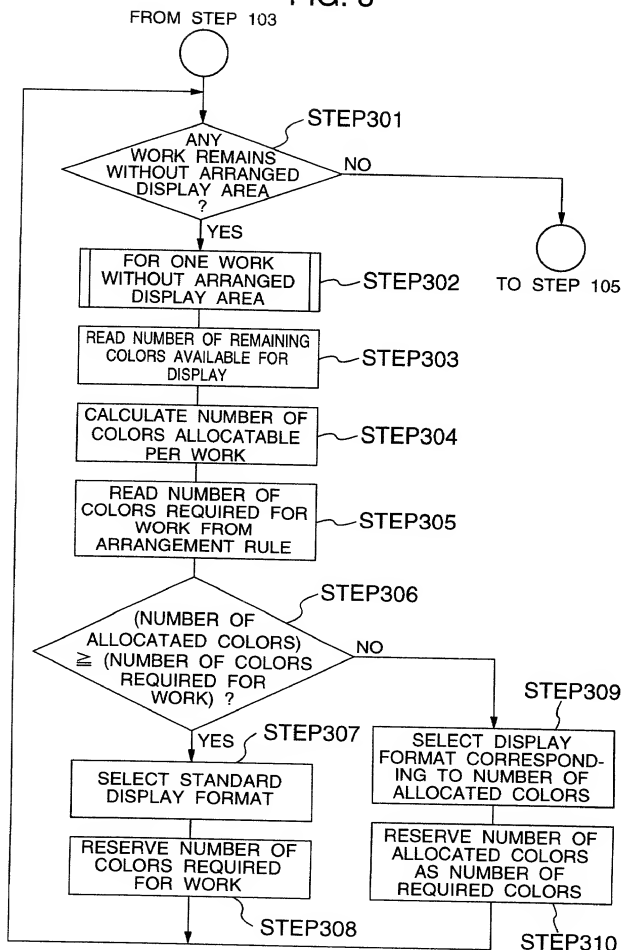 FROM STEP 103
STEP301
ANY
WORK REMAINS
WITHOUT ARRANGED
DISPLAY AREA
?
NO
YES
TO STEP 105
FOR ONE WORK
WITHOUT ARRANGED
DISPLAY AREA
STEP302
READ NUMBER OF REMAINING
COLORS AVAILABLE FOR
DISPLAY
STEP303
CALCULATE NUMBER OF
COLORS ALLOCATABLE
PER WORK
STEP304
READ NUMBER OF
COLORS REQUIRED FOR
WORK FROM
ARRANGEMENT RULE
STEP305
STEP306
(NUMBER OF
ALLOCATAED COLORS)
≧ (NUMBER OF COLORS
REQUIRED FOR
WORK) ?
NO
YES
STEP307
SELECT STANDARD
DISPLAY FORMAT
RESERVE NUMBER OF
COLORS REQUIRED
FOR WORK
STEP308
STEP309
SELECT DISPLAY
FORMAT CORRESPOND-
ING TO NUMBER OF
ALLOCATED COLORS
RESERVE NUMBER OF
ALLOCATED COLORS
AS NUMBER OF
REQUIRED COLORS
STEP310